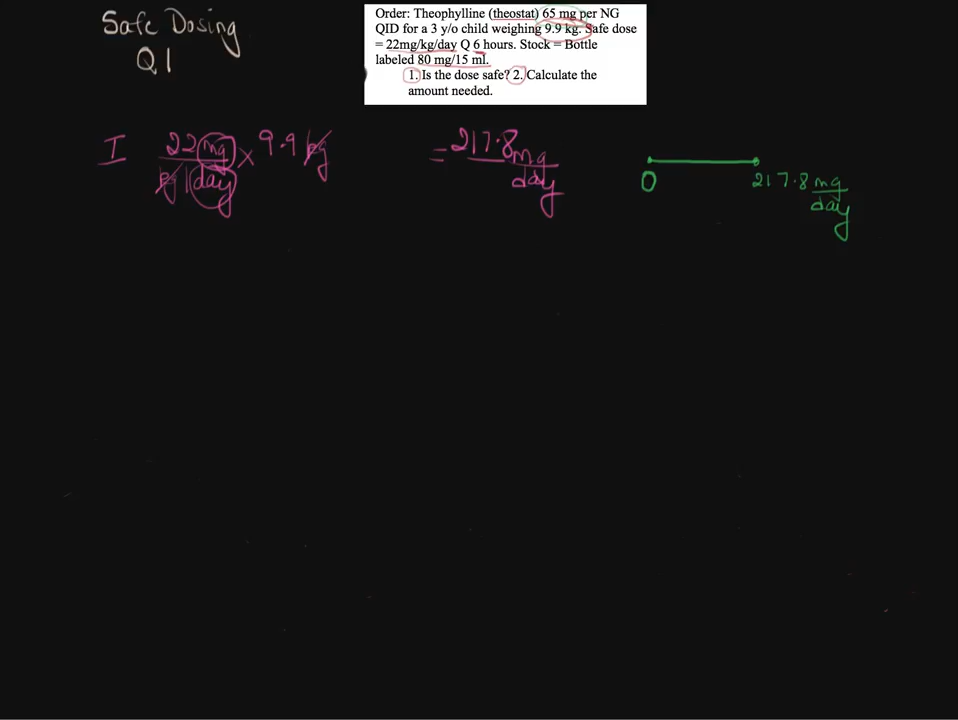 Safe Dosing
Q1
Order: Theophylline (theostat) 65 mg per NG
QID for a 3 y/o child weighing 9.9 kg. Safe dose
= 22mg/kg/day Q 6 hours. Stock = Bottle
labeled 80 mg/15 ml.
1. Is the dose safe? 2. Calculate the
amount needed.
I 22 mg / kg / day × 9.9 kg = 217.8 mg / day
0 217.8 mg / day